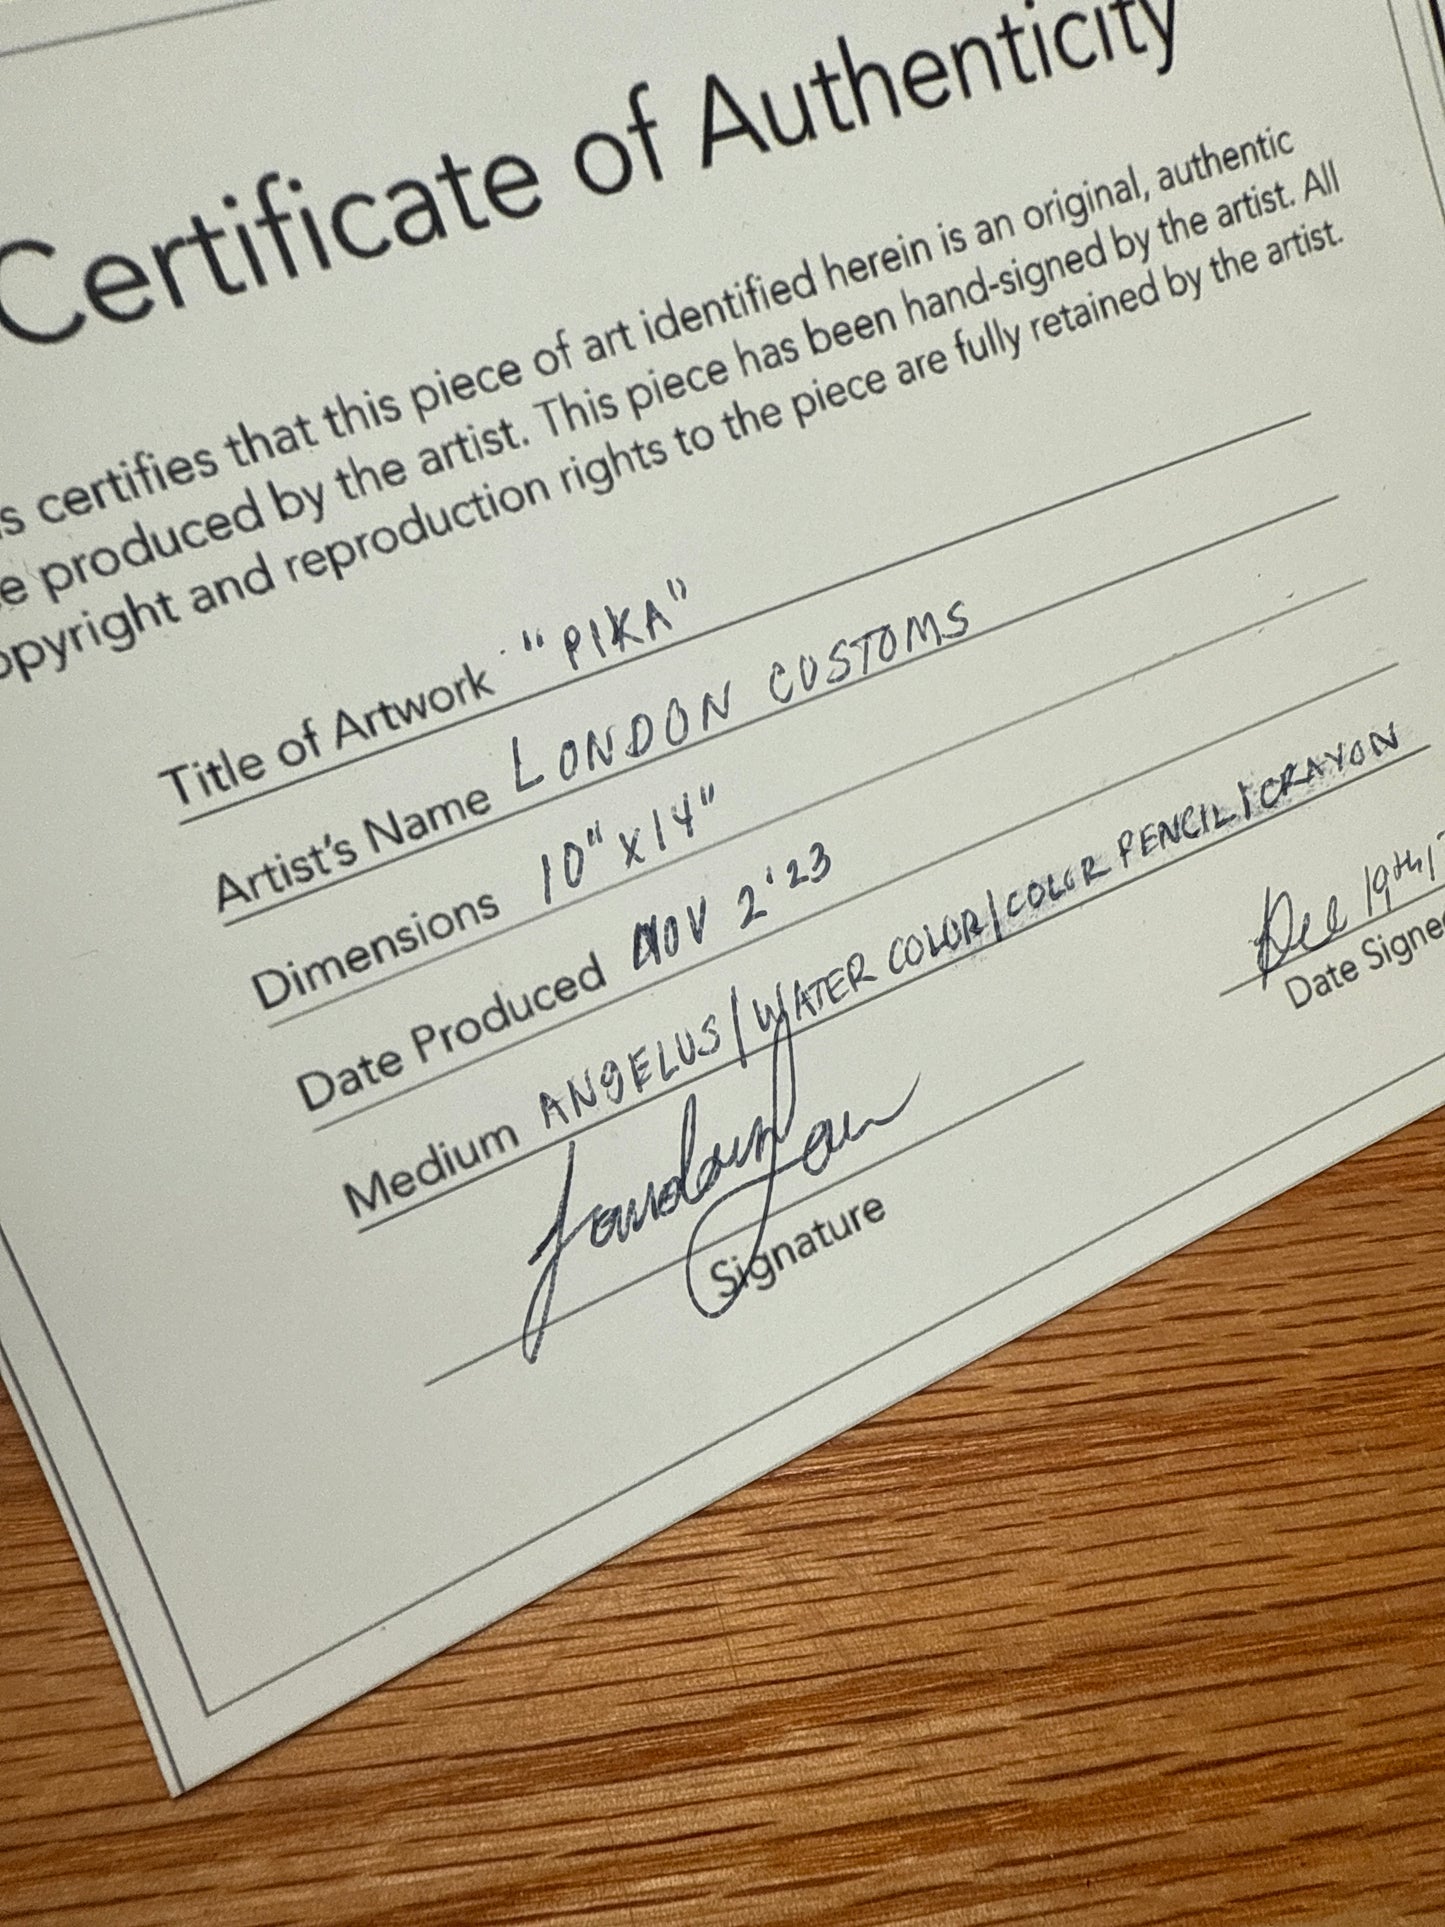 Certificate of Authenticity
s certifies that this piece of art identified herein is an original, authentic
e produced by the artist. This piece has been hand-signed by the artist. All
opyright and reproduction rights to the piece are fully retained by the artist.
Title of Artwork "PIKA"
Artist's Name LONDON CUSTOMS
Dimensions 10" x 14"
Date Produced NOV 2 '23
Medium ANGELUS/WATER COLOR/COLOR PENCIL/CRAYON
Dec 19th,
Date Signe
Signature